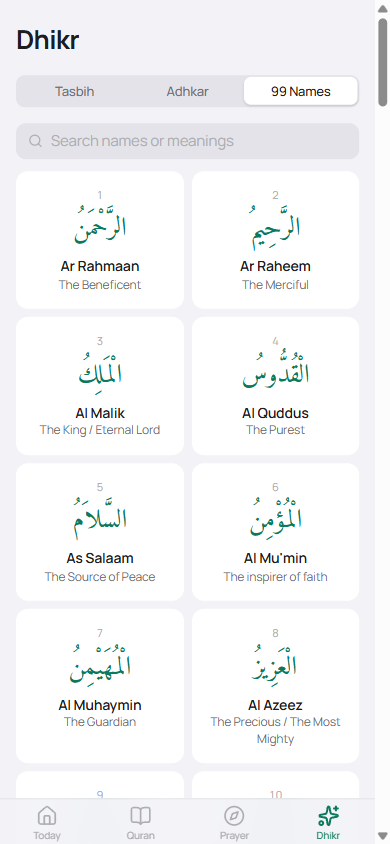 Dhikr
Tasbih Adhkar 99 Names
Search names or meanings
1
الرَّحْمَنُ
Ar Rahmaan
The Beneficent
2
الرَّحِيمُ
Ar Raheem
The Merciful
3
الْمَلِكُ
Al Malik
The King / Eternal Lord
4
الْقُدُّوسُ
Al Quddus
The Purest
5
السَّلاَمُ
As Salaam
The Source of Peace
6
الْمُؤْمِنُ
Al Mu'min
The inspirer of faith
7
الْمُهَيْمِنُ
Al Muhaymin
The Guardian
8
الْعَزِيزُ
Al Azeez
The Precious / The Most
Mighty
9
10
Today Quran Prayer Dhikr